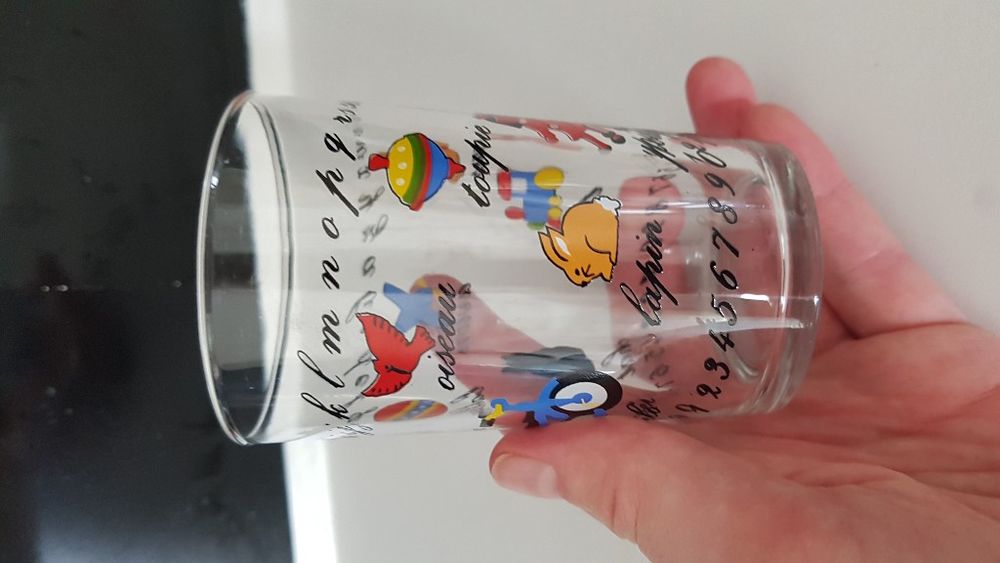 k l m n o p q r s
oiseau toupie
lapin
1 2 3 4 5 6 7 8 9